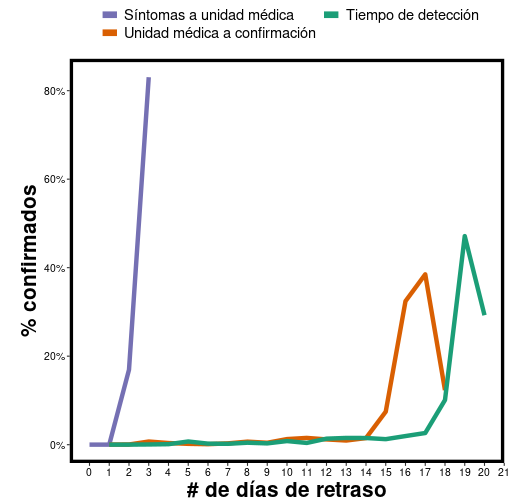 Síntomas a unidad médica Tiempo de detección
Unidad médica a confirmación
% confirmados
80%
60%
40%
20%
0%
0 1 2 3 4 5 6 7 8 9 10 11 12 13 14 15 16 17 18 19 20 21
# de días de retraso